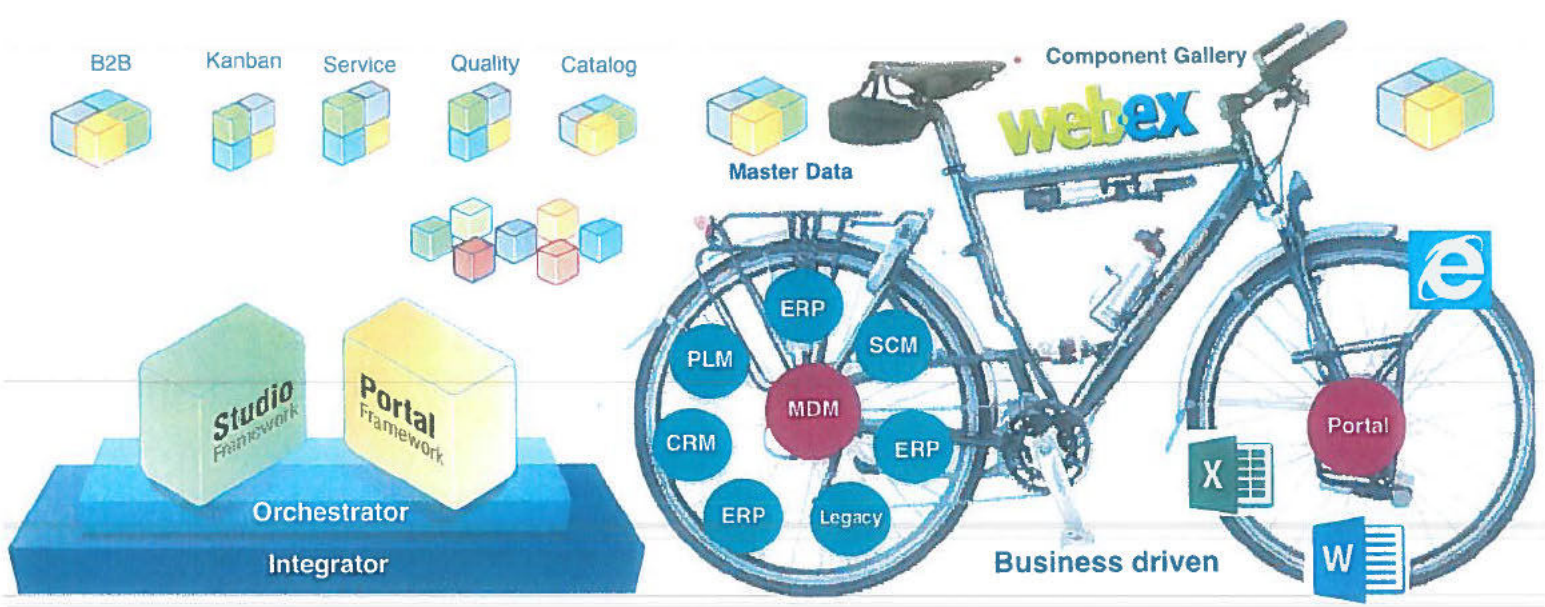 B2B
Kanban
Service
Quality
Catalog
Component Gallery
webex
Master Data
ERP
PLM
SCM
MDM
CRM
ERP
ERP
Legacy
Portal
e
X
W
Studio
Framework
Portal
Framework
Orchestrator
Integrator
Business driven